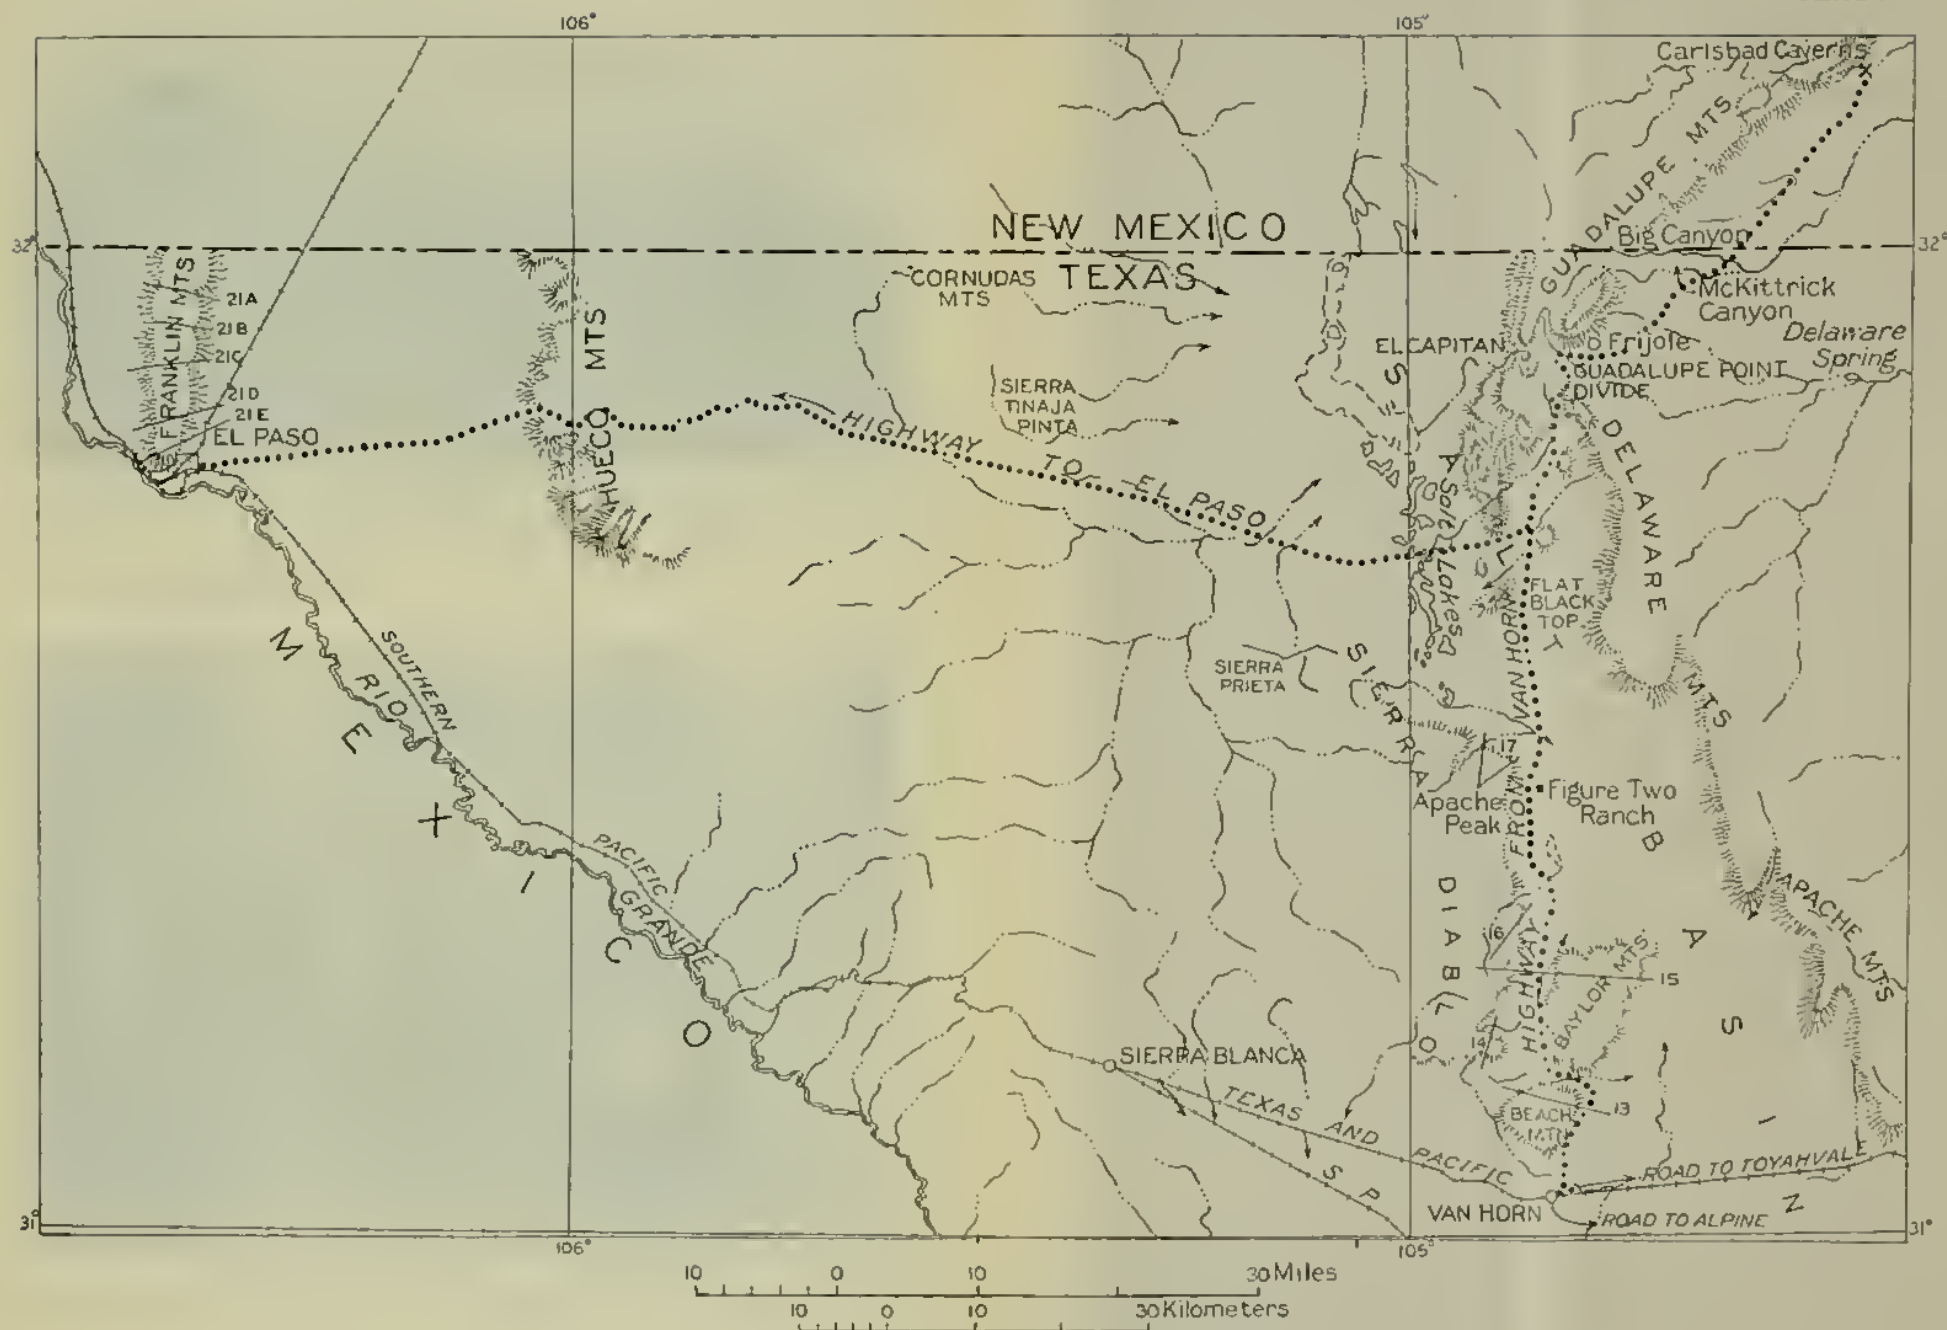 106°
105°
Carlsbad Caverns
GUADALUPE MTS
32°
NEW MEXICO
Big Canyon
32°
TEXAS
CORNUDAS
MTS
McKittrick
Canyon
21A
21B
21C
21D
21E
FRANKLIN MTS
HUECO MTS
EL CAPITAN
Frijole
Delaware
Spring
GUADALUPE POINT
DIVIDE
SIERRA
TINAJA
PINTA
EL PASO
HIGHWAY TO EL PASO
SALT BASIN
Salt Lakes
DELAWARE MTS
FLAT
BLACK
TOP
SIERRA
PRIETA
SIERRA DIABLO
HIGHWAY FROM VAN HORN
17
Apache
Peak
Figure Two
Ranch
SOUTHERN PACIFIC
RIO GRANDE
MEXICO
APACHE MTS
16
15
BAYLOR MTS
14
13
BEACH
MTN
SIERRA BLANCA
TEXAS AND PACIFIC
S P
ROAD TO TOYAHVALE
VAN HORN
ROAD TO ALPINE
31°
31°
106°
105°
10 0 10 30 Miles
10 0 10 30 Kilometers